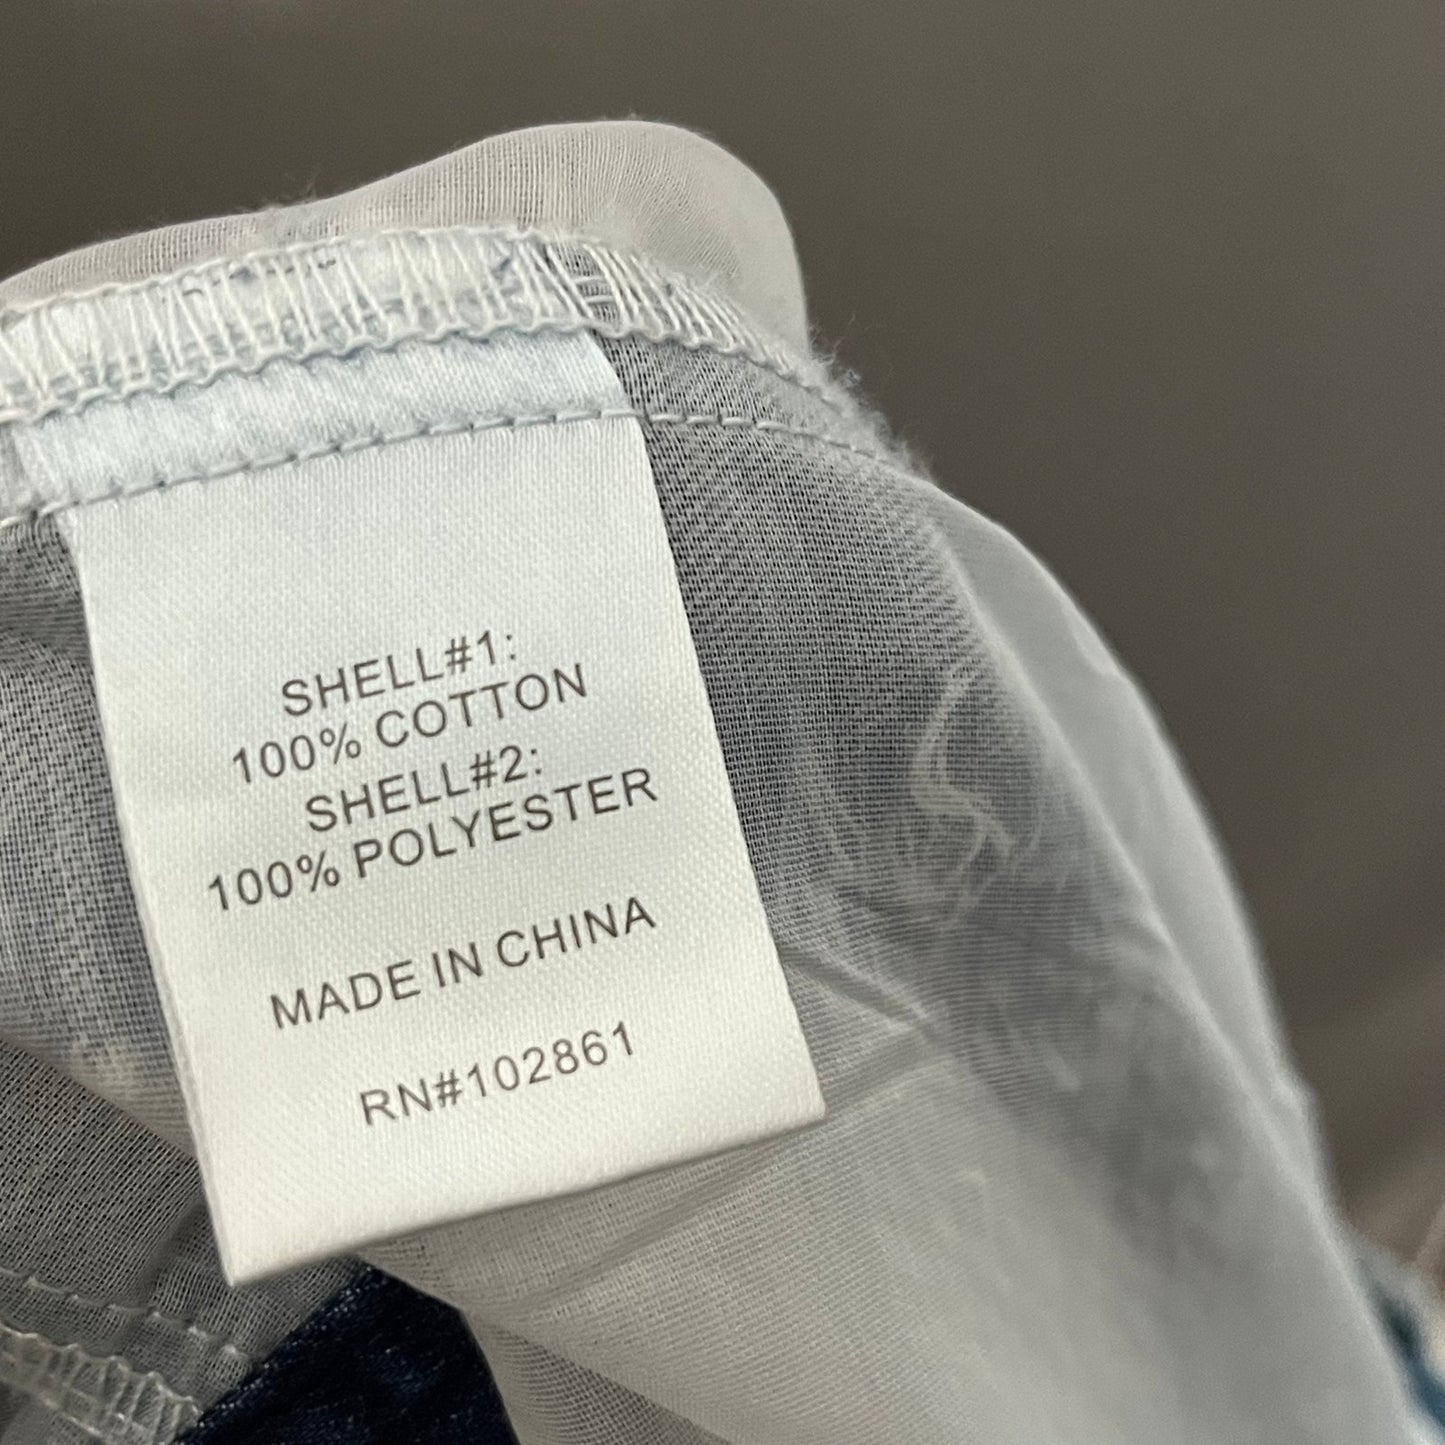 SHELL#1:
100% COTTON
SHELL#2:
100% POLYESTER
MADE IN CHINA
RN#102861